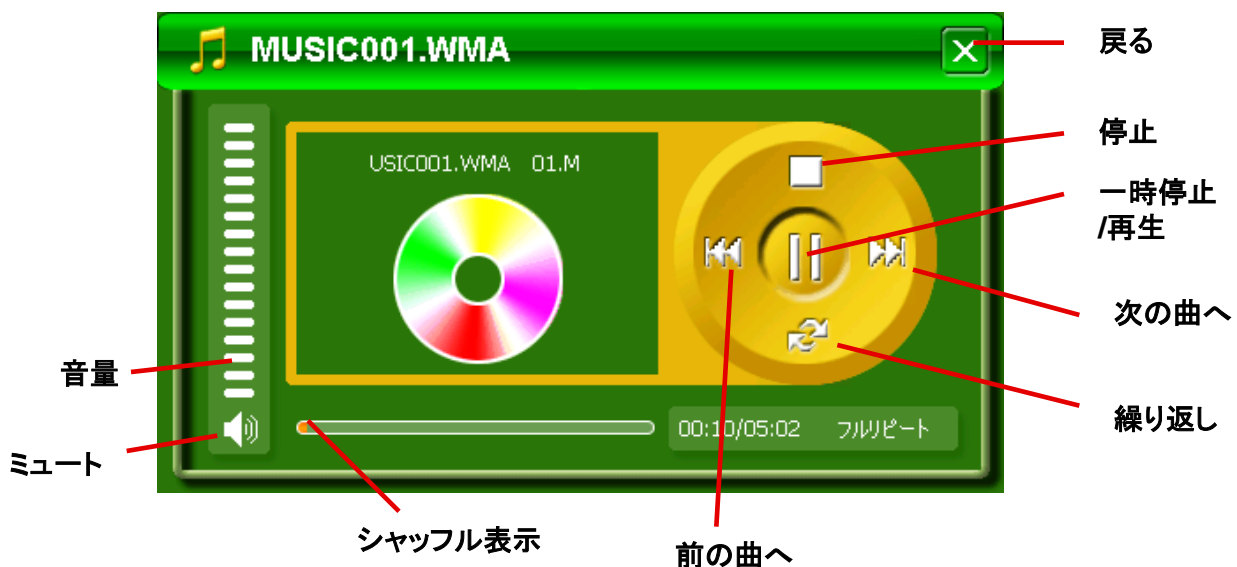 MUSIC001.WMA
戻る
停止
一時停止
/再生
USIC001.WMA 01.M
次の曲へ
音量
繰り返し
00:10/05:02 フルリピート
ミュート
シャッフル表示
前の曲へ